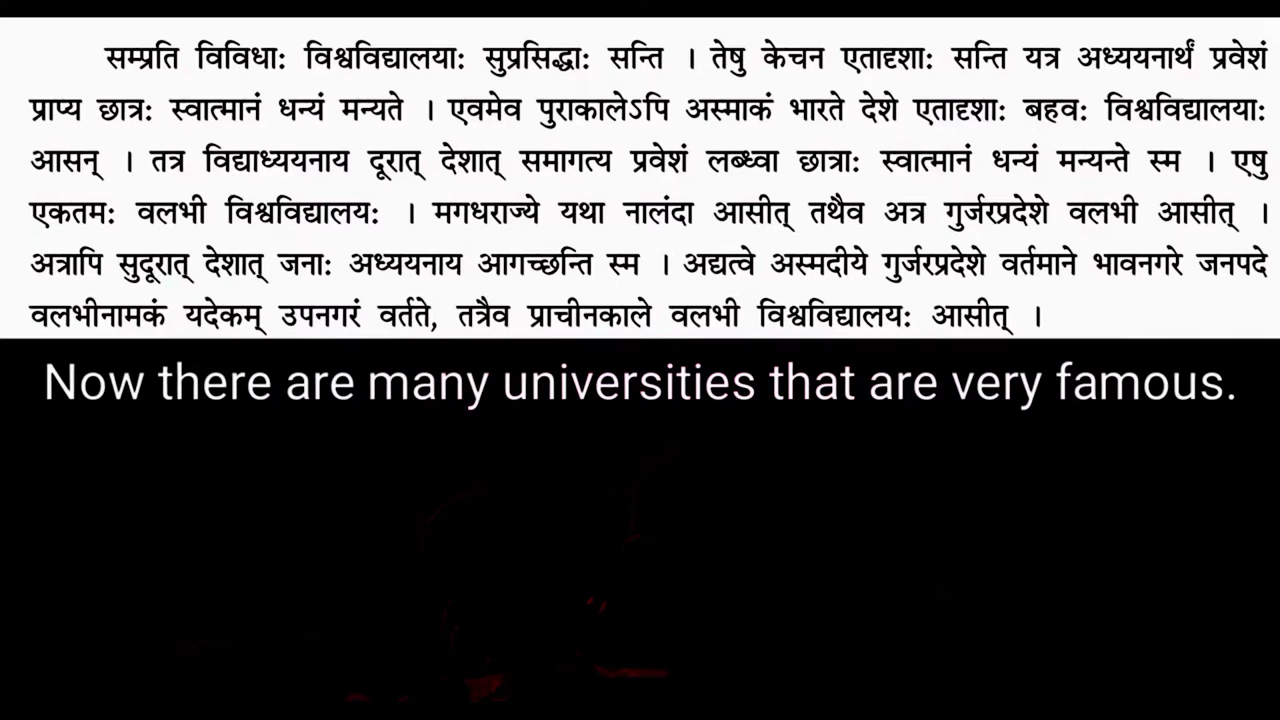 सम्प्रति विविधाः विश्वविद्यालयाः सुप्रसिद्धाः सन्ति । तेषु केचन एतादृशाः सन्ति यत्र अध्ययनार्थं प्रवेशं
प्राप्य छात्रः स्वात्मानं धन्यं मन्यते । एवमेव पुराकालेऽपि अस्माकं भारते देशे एतादृशाः बहवः विश्वविद्यालयाः
आसन् । तत्र विद्याध्ययनाय दूरात् देशात् समागत्य प्रवेशं लब्ध्वा छात्राः स्वात्मानं धन्यं मन्यन्ते स्म । एषु
एकतमः वलभी विश्वविद्यालयः । मगधराज्ये यथा नालंदा आसीत् तथैव अत्र गुर्जरप्रदेशे वलभी आसीत् ।
अत्रापि सुदूरात् देशात् जनाः अध्ययनाय आगच्छन्ति स्म । अद्यत्वे अस्मदीये गुर्जरप्रदेशे वर्तमाने भावनगरे जनपदे
वलभीनामकं यदेकम् उपनगरं वर्तते, तत्रैव प्राचीनकाले वलभी विश्वविद्यालयः आसीत् ।
Now there are many universities that are very famous.